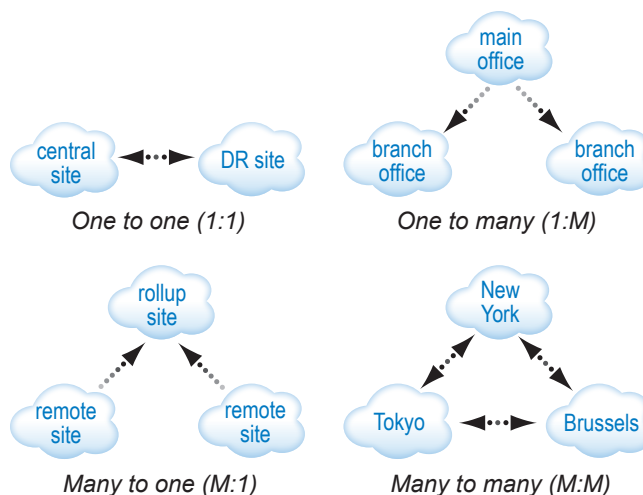 central
site
DR site
One to one (1:1)
main
office
branch
office
branch
office
One to many (1:M)
rollup
site
remote
site
remote
site
Many to one (M:1)
New
York
Tokyo
Brussels
Many to many (M:M)